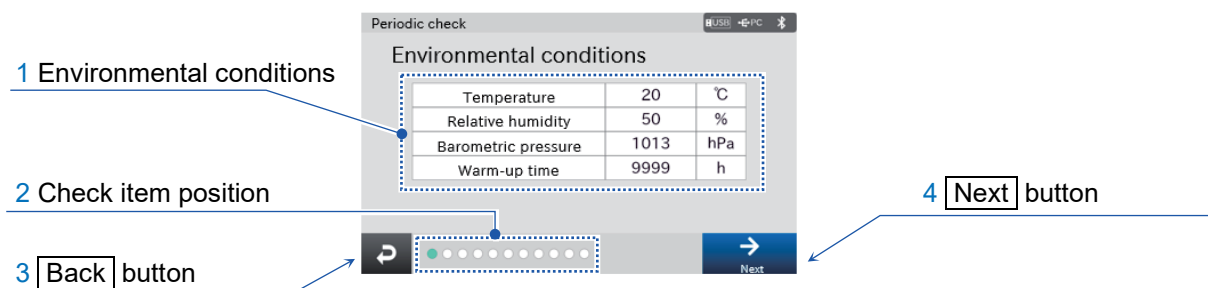 Periodic check
USB PC
Environmental conditions
1 Environmental conditions
Temperature 20 ℃
Relative humidity 50 %
Barometric pressure 1013 hPa
Warm-up time 9999 h
2 Check item position
4 Next button
Next
3 Back button